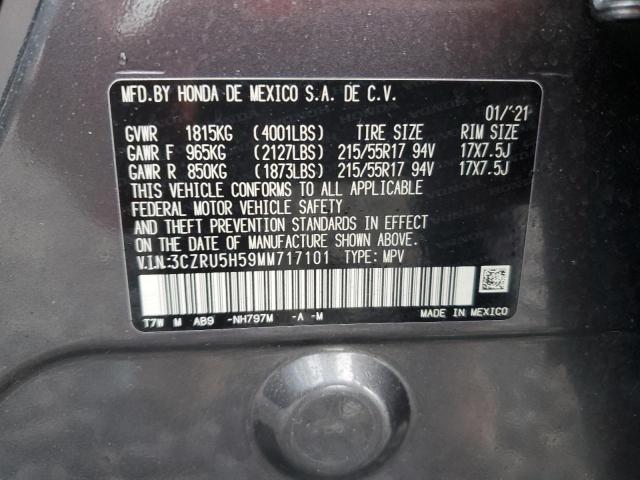 MFD.BY HONDA DE MEXICO S.A. DE C.V.
01/21
GVWR 1815KG (4001LBS) TIRE SIZE RIM SIZE
GAWR F 965KG (2127LBS) 215/55R17 94V 17X7.5J
GAWR R 850KG (1873LBS) 215/55R17 94V 17X7.5J
THIS VEHICLE CONFORMS TO ALL APPLICABLE
FEDERAL MOTOR VEHICLE SAFETY
AND THEFT PREVENTION STANDARDS IN EFFECT ON
THE DATE OF MANUFACTURE SHOWN ABOVE.
V.I.N:3CZRU5H59MM717101 TYPE: MPV
T7W M AB9 -NH797M -A -M
MADE IN MEXICO